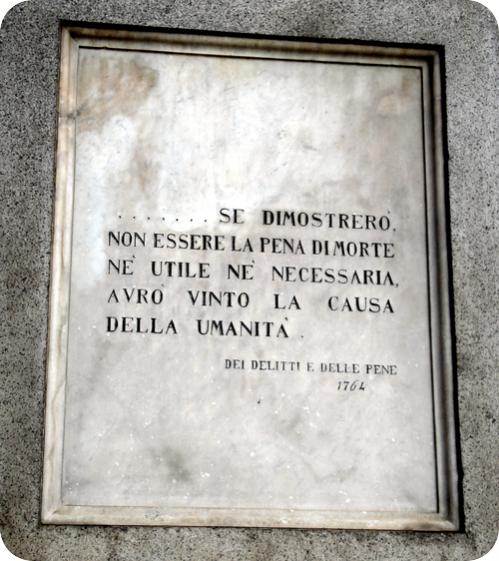 ....... SE DIMOSTRERO',
NON ESSERE LA PENA DI MORTE
NE' UTILE NE' NECESSARIA,
AVRO' VINTO LA CAUSA
DELLA UMANITA'.
DEI DELITTI E DELLE PENE
1764